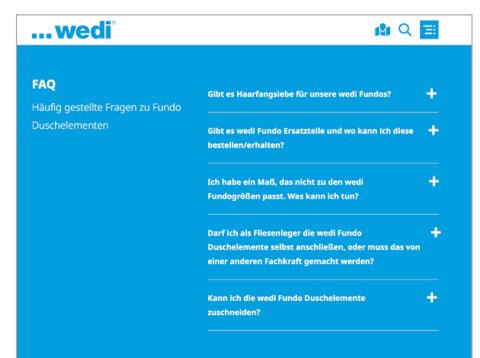 ...wedi®
FAQ
Häufig gestellte Fragen zu Fundo
Duschelementen
Gibt es Haarfangsiebe für unsere wedi Fundos?
Gibt es wedi Fundo Ersatzteile und wo kann ich diese
bestellen/erhalten?
Ich habe ein Maß, das nicht zu den wedi
Fundogrößen passt. Was kann ich tun?
Darf ich als Fliesenleger die wedi Fundo
Duschelemente selbst anschließen, oder muss das von
einer anderen Fachkraft gemacht werden?
Kann ich die wedi Fundo Duschelemente
zuschneiden?